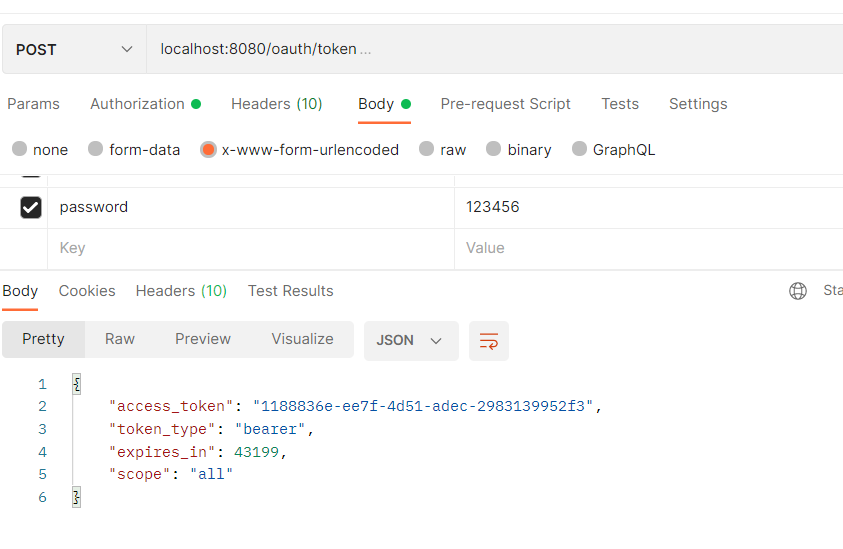 POST localhost:8080/oauth/token ...
Params Authorization Headers (10) Body Pre-request Script Tests Settings
none form-data x-www-form-urlencoded raw binary GraphQL
password 123456
Key Value
Body Cookies Headers (10) Test Results Sta
Pretty Raw Preview Visualize JSON
1 {
2 "access_token": "1188836e-ee7f-4d51-adec-2983139952f3",
3 "token_type": "bearer",
4 "expires_in": 43199,
5 "scope": "all"
6 }